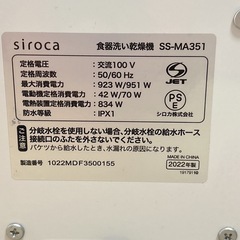 siroca
食器洗い乾燥機 SS-MA351
定格電圧：交流100 V
定格周波数：50/60 Hz
最大消費電力：923 W/951 W
電動機定格消費電力：42 W/70 W
電熱装置定格消費電力：834 W
防水等級：IPX1
S-JET
PS
E
シロカ株式会社
注意
分岐水栓を使用しない場合、分岐水栓の給水ホース
接続口のふたを外さないでください。
バケツから給水したとき、水漏れの原因になります。
MADE IN CHINA
製造番号：1022MDF3500155
2022年製